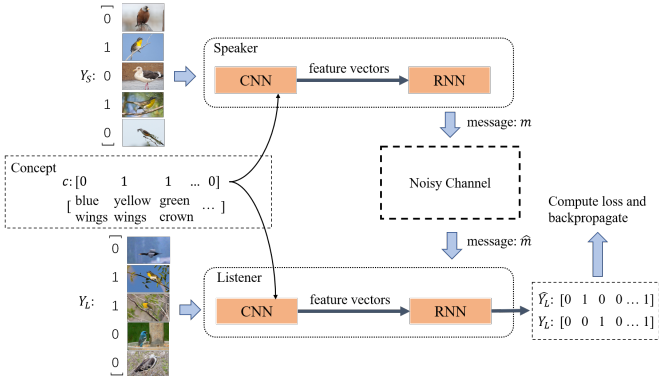 0
1
Y_S: 0
1
0
Speaker
CNN
feature vectors
RNN
message: m
Concept
c: [0 1 1 ... 0]
[ blue wings yellow wings green crown ... ]
Noisy Channel
message: m̂
Compute loss and
backpropagate
0
1
Y_L: 1
0
0
Listener
CNN
feature vectors
RNN
Ŷ_L: [0 1 0 0 ... 1]
Y_L: [0 0 1 0 ... 1]